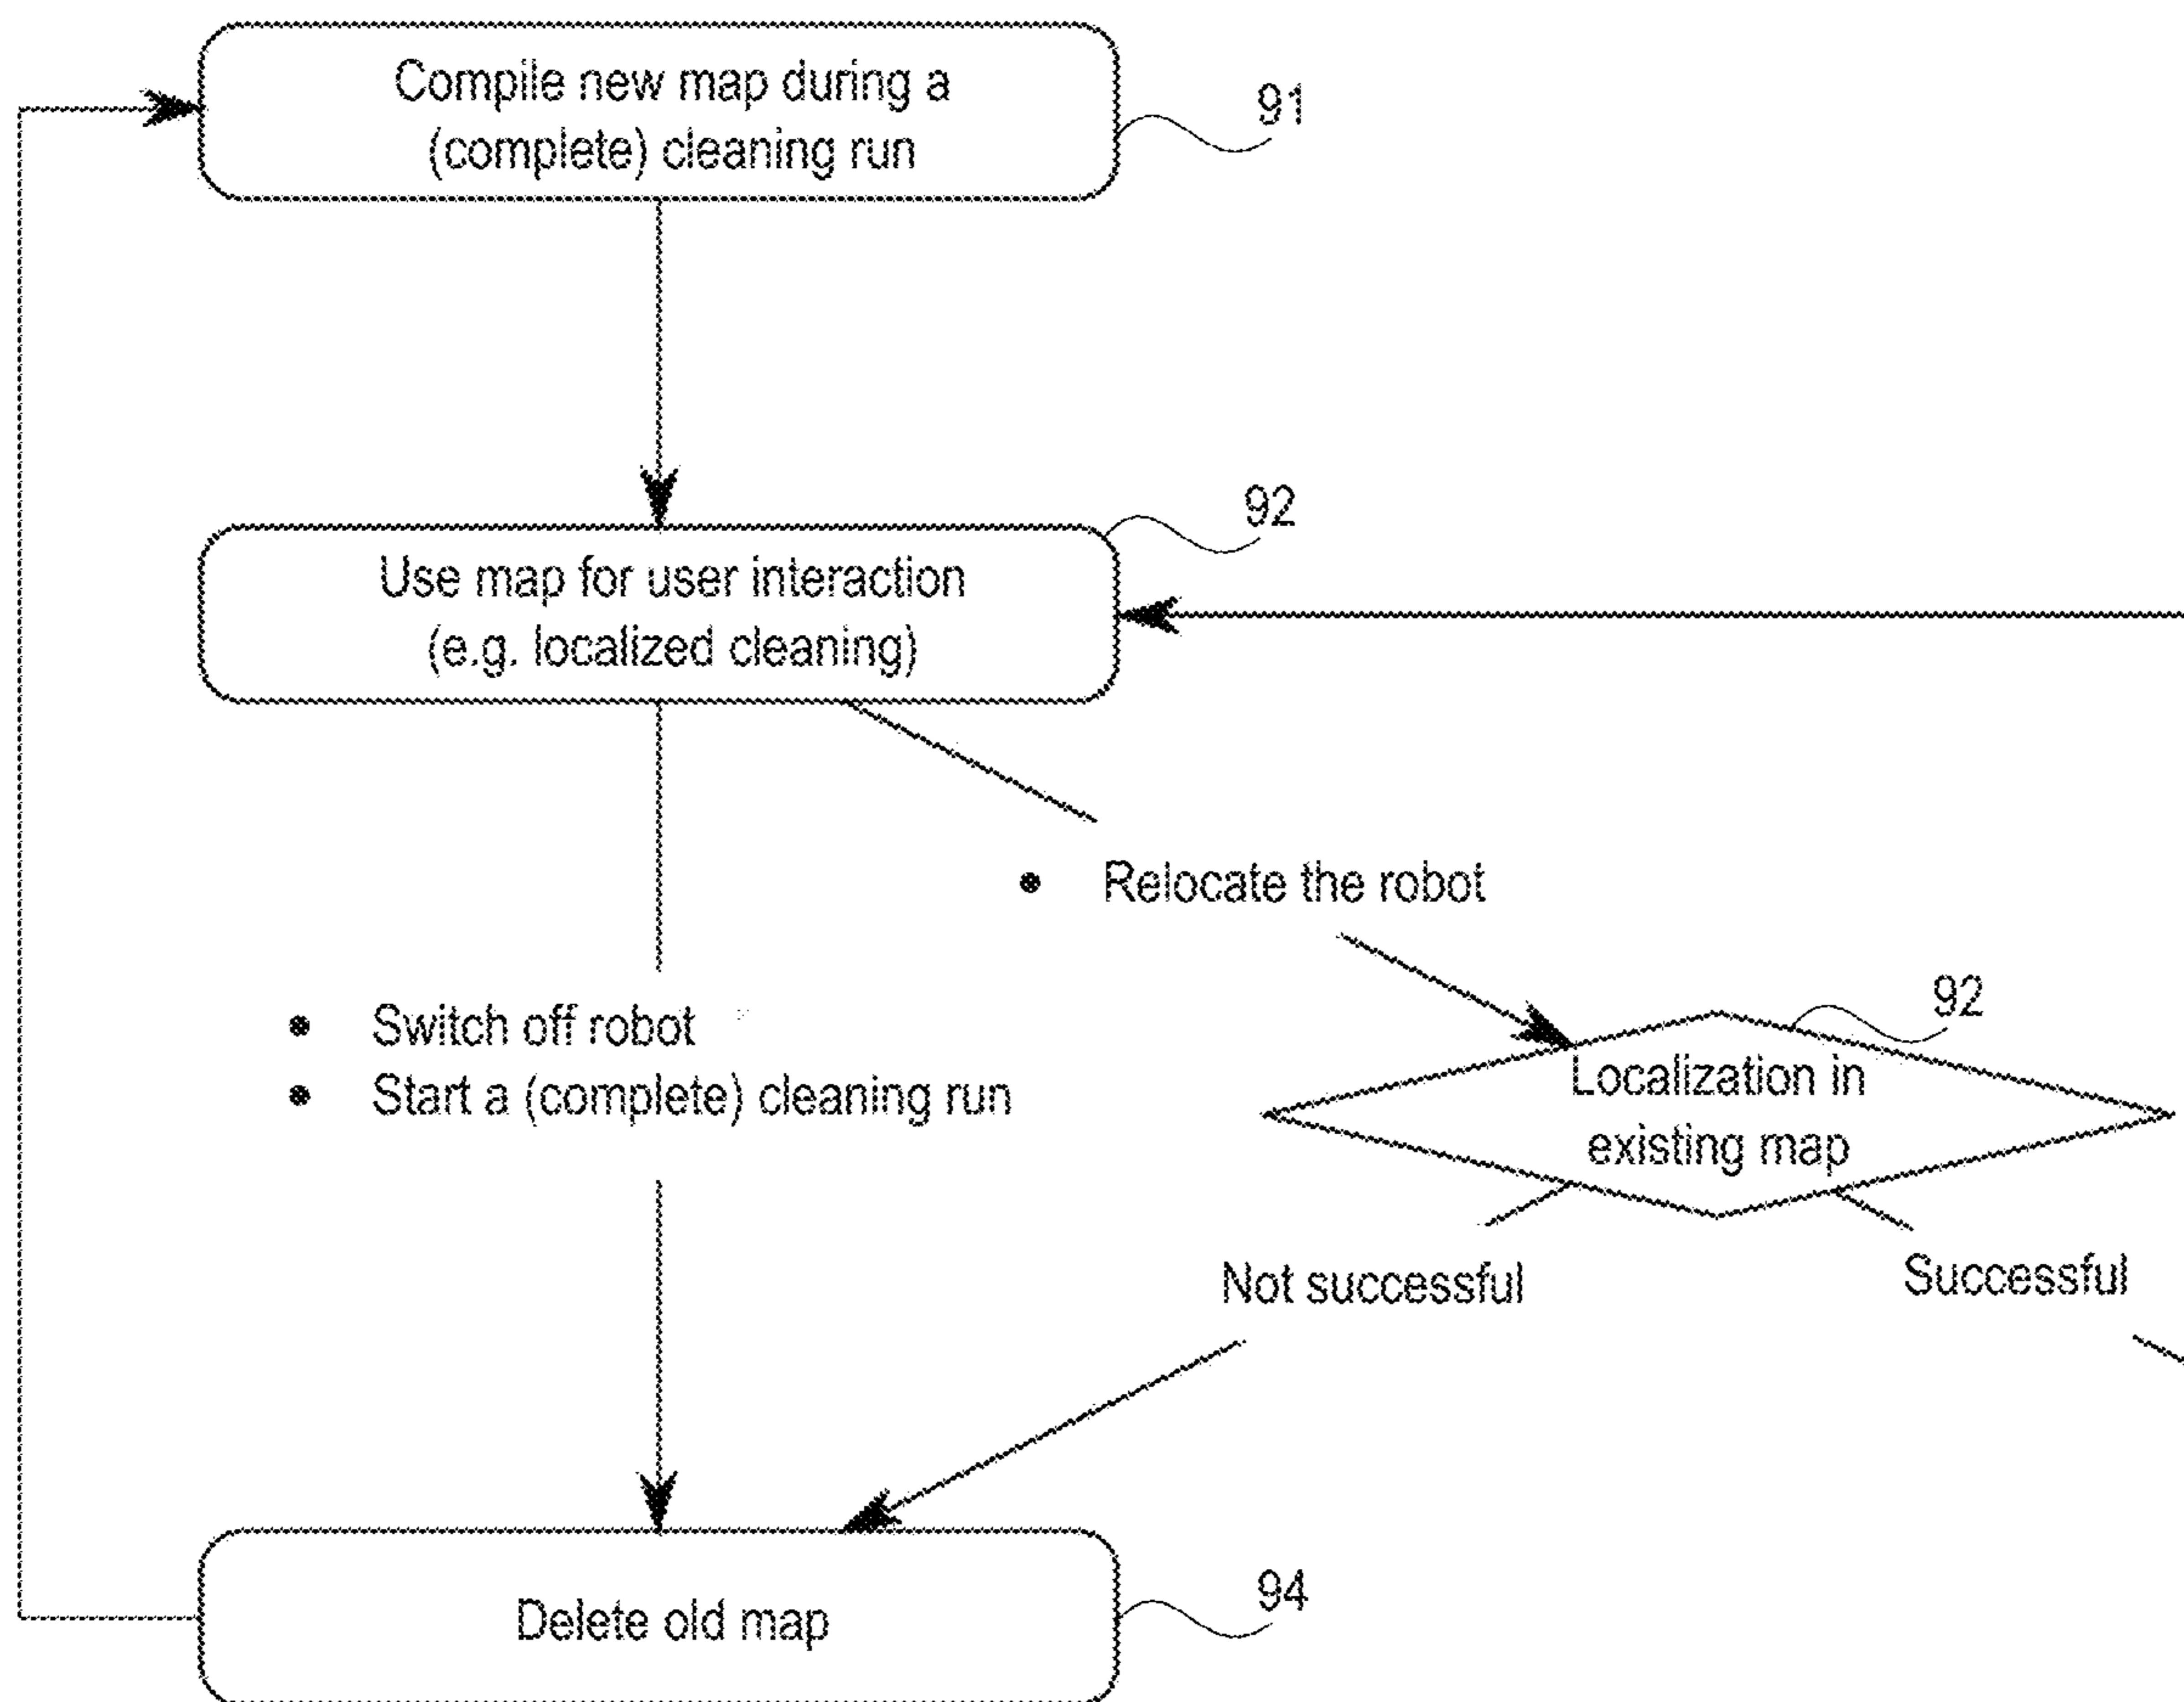 Compile new map during a
(complete) cleaning run
91
92
Use map for user interaction
(e.g. localized cleaning)
• Relocate the robot
92
• Switch off robot
• Start a (complete) cleaning run
Localization in
existing map
Not successful
Successful
94
Delete old map